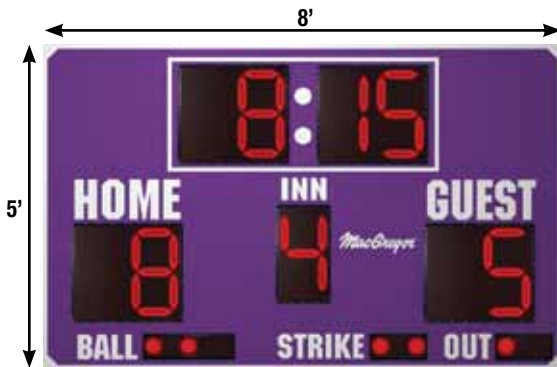 8'
5'
8:15
HOME INN GUEST
8 4 MacGregor 5
BALL STRIKE OUT